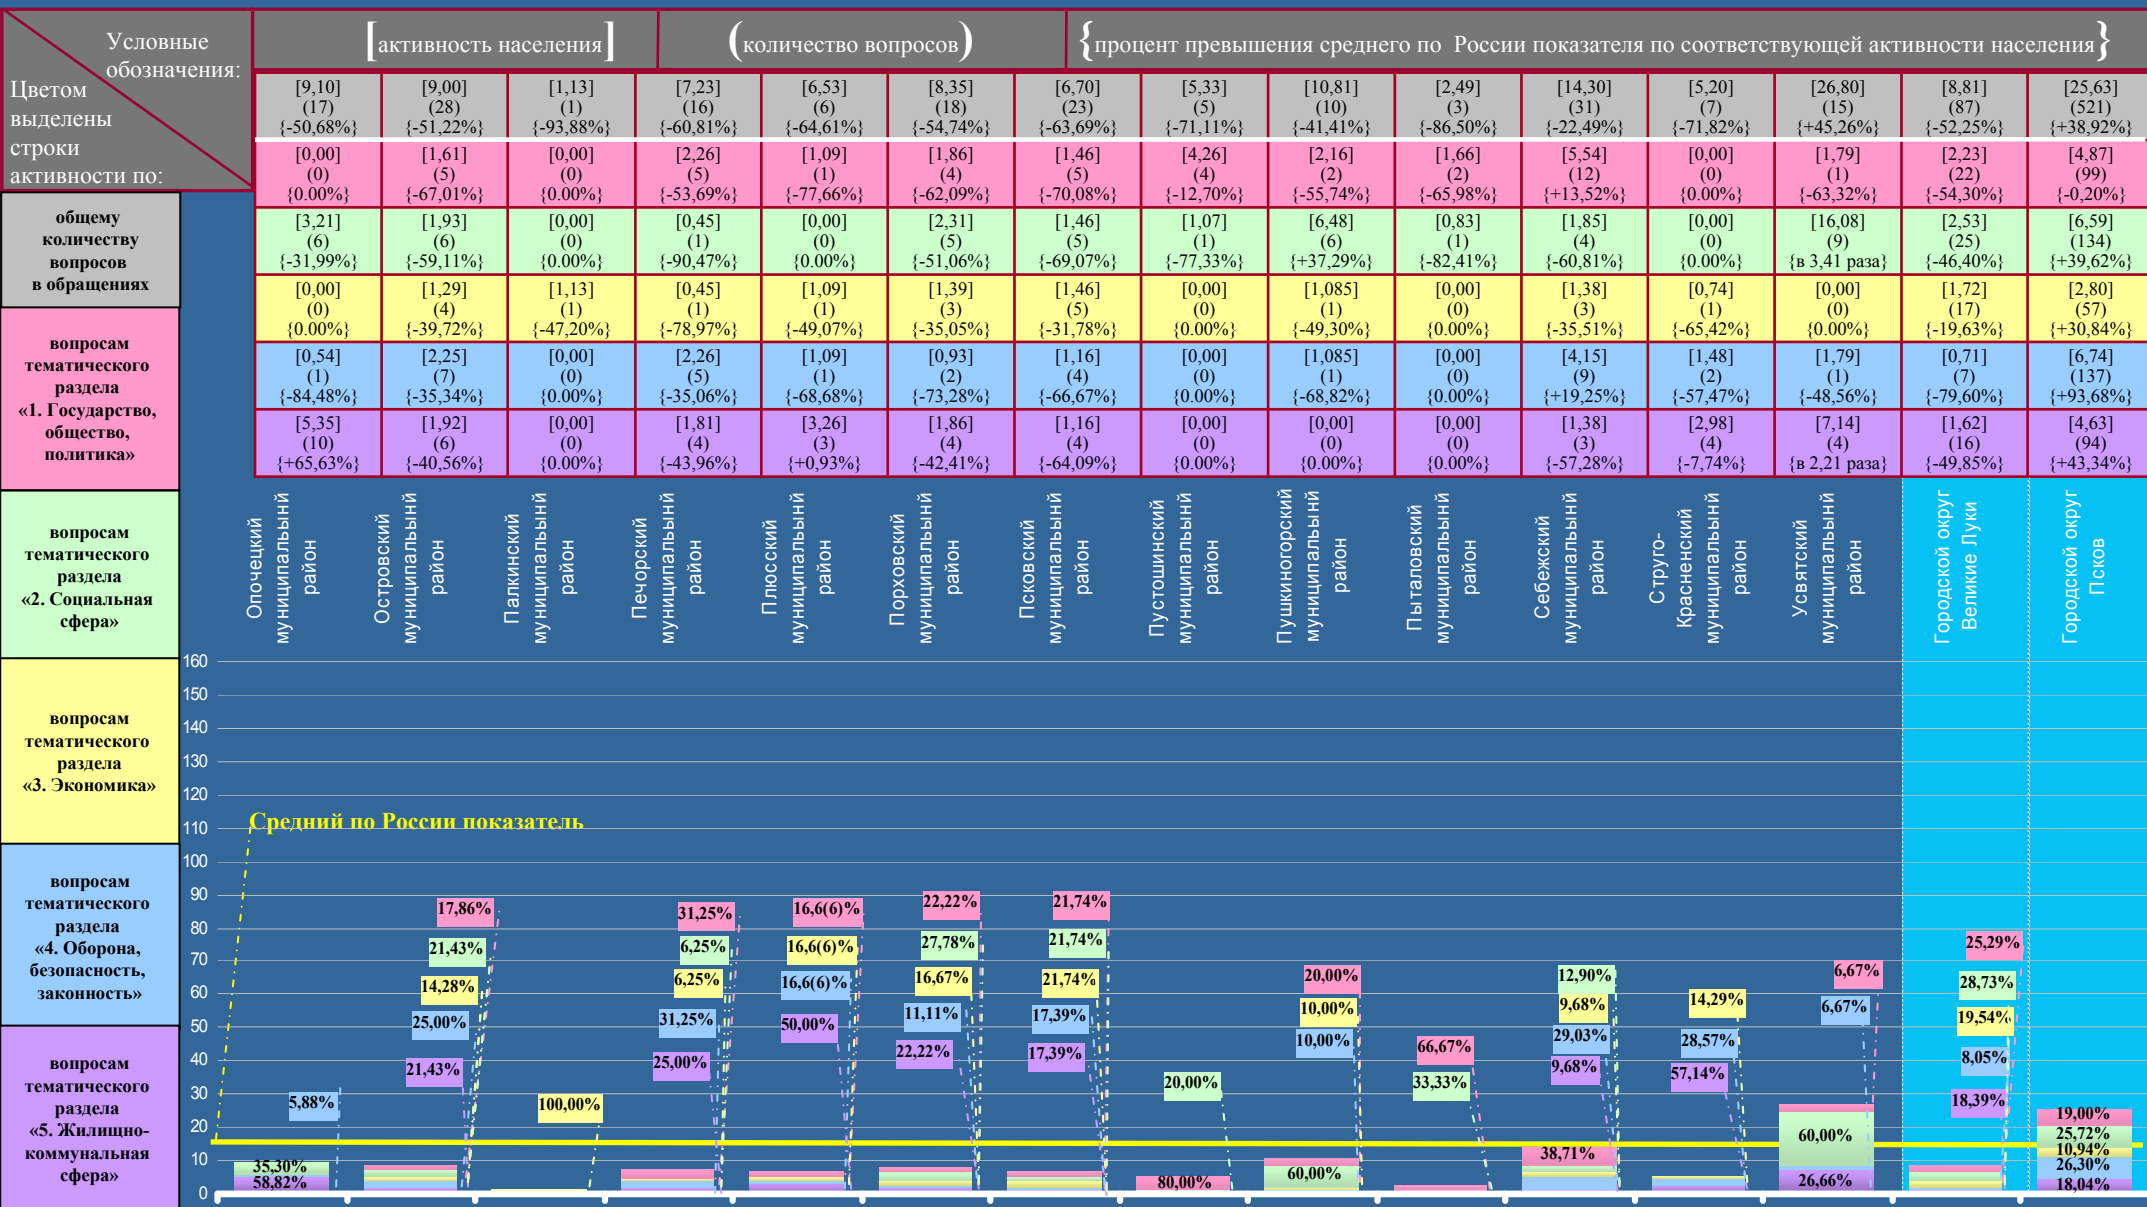 Условные
обозначения:
Цветом
выделены
строки
активности по:
[активность населения]
(количество вопросов)
{процент превышения среднего по России показателя по соответствующей активности населения}
[9,10] [9,00] [1,13] [7,23] [6,53] [8,35] [6,70] [5,33] [10,81] [2,49] [14,30] [5,20] [26,80] [8,81] [25,63]
(17) (28) (1) (16) (6) (18) (23) (5) (10) (3) (31) (7) (15) (87) (521)
{-50,68%} {-51,22%} {-93,88%} {-60,81%} {-64,61%} {-54,74%} {-63,69%} {-71,11%} {-41,41%} {-86,50%} {-22,49%} {-71,82%} {+45,26%} {-52,25%} {+38,92%}
[0,00] [1,61] [0,00] [2,26] [1,09] [1,86] [1,46] [4,26] [2,16] [1,66] [5,54] [0,00] [1,79] [2,23] [4,87]
(0) (5) (0) (5) (1) (4) (5) (4) (2) (2) (12) (0) (1) (22) (99)
{0.00%} {-67,01%} {0.00%} {-53,69%} {-77,66%} {-62,09%} {-70,08%} {-12,70%} {-55,74%} {-65,98%} {+13,52%} {0.00%} {-63,32%} {-54,30%} {-0,20%}
[3,21] [1,93] [0,00] [0,45] [0,00] [2,31] [1,46] [1,07] [6,48] [0,83] [1,85] [0,00] [16,08] [2,53] [6,59]
(6) (6) (0) (1) (0) (5) (5) (1) (6) (1) (4) (0) (9) (25) (134)
{-31,99%} {-59,11%} {0.00%} {-90,47%} {0.00%} {-51,06%} {-69,07%} {-77,33%} {+37,29%} {-82,41%} {-60,81%} {0.00%} {в 3,41 раза} {-46,40%} {+39,62%}
[0,00] [1,29] [1,13] [0,45] [1,09] [1,39] [1,46] [0,00] [1,085] [0,00] [1,38] [0,74] [0,00] [1,72] [2,80]
(0) (4) (1) (1) (1) (3) (5) (0) (1) (0) (3) (1) (0) (17) (57)
{0.00%} {-39,72%} {-47,20%} {-78,97%} {-49,07%} {-35,05%} {-31,78%} {0.00%} {-49,30%} {0.00%} {-35,51%} {-65,42%} {0.00%} {-19,63%} {+30,84%}
[0,54] [2,25] [0,00] [2,26] [1,09] [0,93] [1,16] [0,00] [1,085] [0,00] [4,15] [1,48] [1,79] [0,71] [6,74]
(1) (7) (0) (5) (1) (2) (4) (0) (1) (0) (9) (2) (1) (7) (137)
{-84,48%} {-35,34%} {0.00%} {-35,06%} {-68,68%} {-73,28%} {-66,67%} {0.00%} {-68,82%} {0.00%} {+19,25%} {-57,47%} {-48,56%} {-79,60%} {+93,68%}
[5,35] [1,92] [0,00] [1,81] [3,26] [1,86] [1,16] [0,00] [0,00] [0,00] [1,38] [2,98] [7,14] [1,62] [4,63]
(10) (6) (0) (4) (3) (4) (4) (0) (0) (0) (3) (4) (4) (16) (94)
{+65,63%} {-40,56%} {0.00%} {-43,96%} {+0,93%} {-42,41%} {-64,09%} {0.00%} {0.00%} {0.00%} {-57,28%} {-7,74%} {в 2,21 раза} {-49,85%} {+43,34%}
общему
количеству
вопросов
в обращениях
вопросам
тематического
раздела
«1. Государство,
общество,
политика»
вопросам
тематического
раздела
«2. Социальная
сфера»
вопросам
тематического
раздела
«3. Экономика»
вопросам
тематического
раздела
«4. Оборона,
безопасность,
законность»
вопросам
тематического
раздела
«5. Жилищно-
коммунальная
сфера»
Опочецкий
муниципальынй
район
Островский
муниципальынй
район
Палкинский
муниципальынй
район
Печорский
муниципальынй
район
Плюсский
муниципальынй
район
Порховский
муниципальынй
район
Псковский
муниципальынй
район
Пустошинский
муниципальынй
район
Пушкиногорский
муниципальынй
район
Пыталовский
муниципальынй
район
Себежский
муниципальынй
район
Струго-
Красненский
муниципальынй
район
Усвятский
муниципальынй
район
Городской округ
Великие Луки
Городской округ
Псков
160
150
140
130
120
110
100
90
80
70
60
50
40
30
20
10
0
Средний по России показатель
5,88%
35,30%
58,82%
17,86%
21,43%
14,28%
25,00%
21,43%
100,00%
31,25%
6,25%
6,25%
31,25%
25,00%
16,6(6)%
16,6(6)%
16,6(6)%
50,00%
22,22%
27,78%
16,67%
11,11%
22,22%
21,74%
21,74%
21,74%
17,39%
17,39%
20,00%
80,00%
20,00%
10,00%
10,00%
60,00%
66,67%
33,33%
12,90%
9,68%
29,03%
9,68%
38,71%
14,29%
28,57%
57,14%
6,67%
6,67%
60,00%
26,66%
25,29%
28,73%
19,54%
8,05%
18,39%
19,00%
25,72%
10,94%
26,30%
18,04%